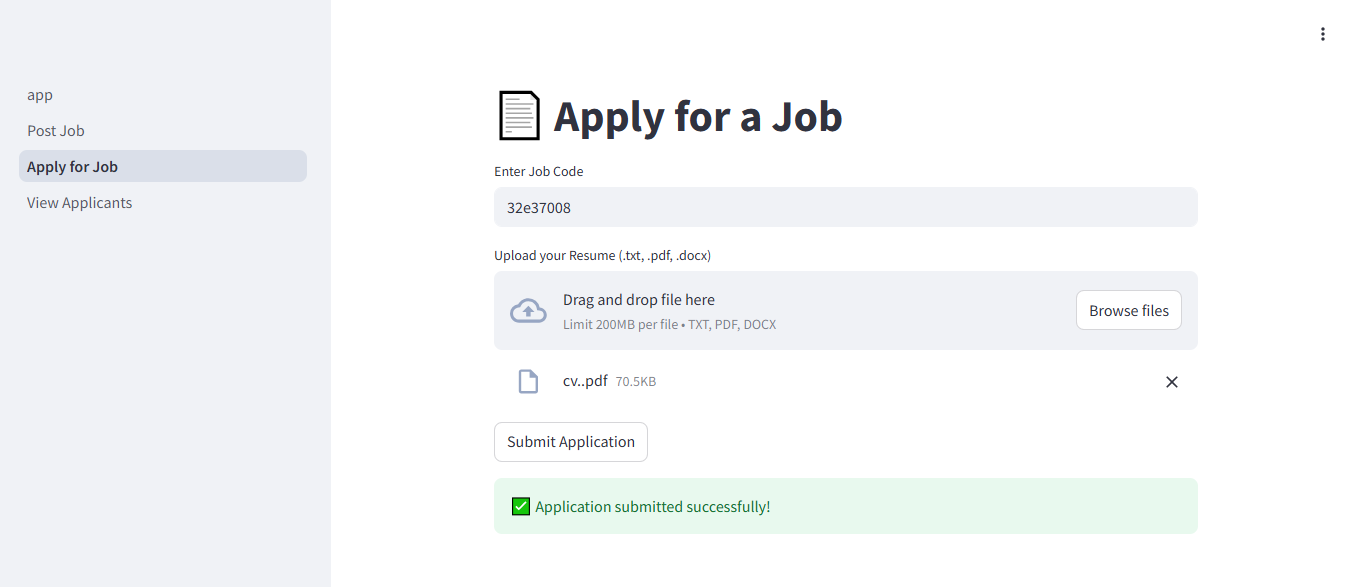 app
Post Job
Apply for Job
View Applicants
Apply for a Job
Enter Job Code
32e37008
Upload your Resume (.txt, .pdf, .docx)
Drag and drop file here
Limit 200MB per file • TXT, PDF, DOCX
Browse files
cv..pdf 70.5KB
Submit Application
✅ Application submitted successfully!